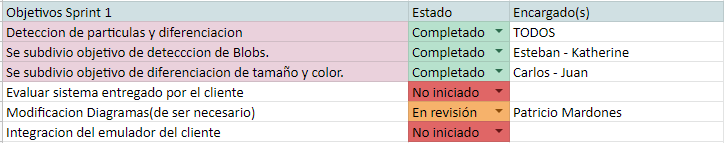 Objetivos Sprint 1 Estado Encargado(s)
Deteccion de particulas y diferenciacion Completado TODOS
Se subdivio objetivo de detecccion de Blobs. Completado Esteban - Katherine
Se subdivio objetivo de diferenciacion de tamaño y color. Completado Carlos - Juan
Evaluar sistema entregado por el cliente No iniciado
Modificacion Diagramas(de ser necesario) En revisión Patricio Mardones
Integracion del emulador del cliente No iniciado